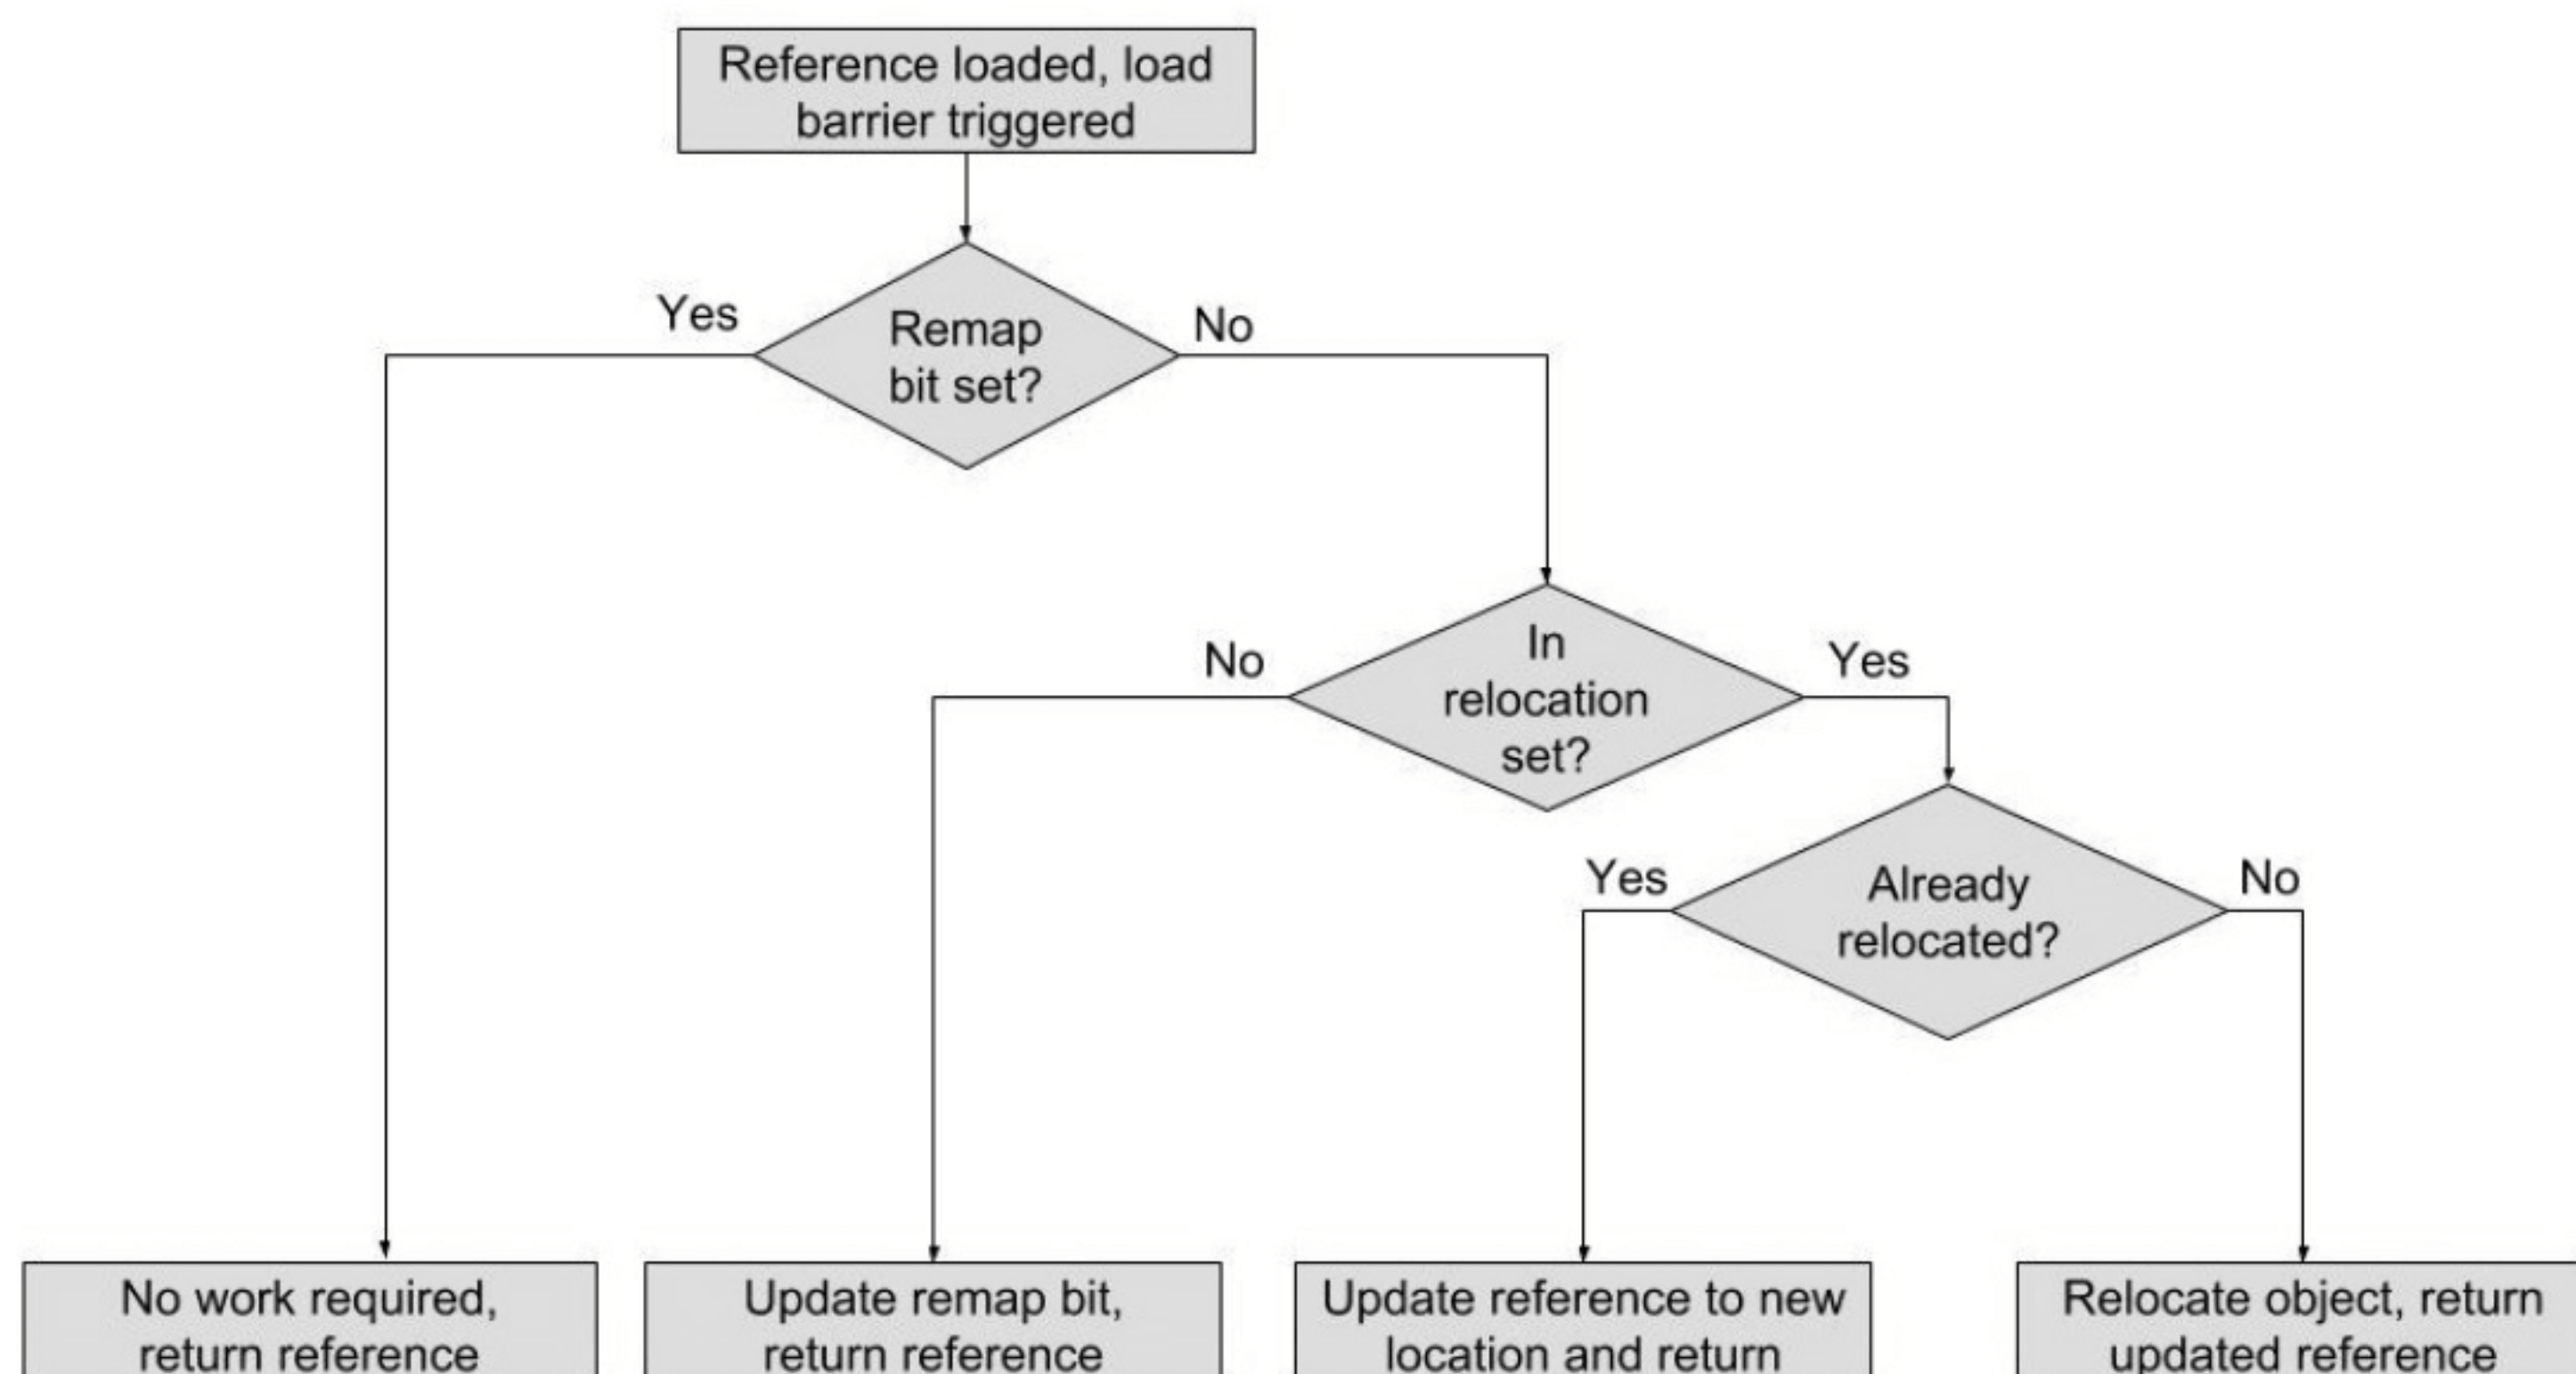 Reference loaded, load
barrier triggered
Yes
Remap
bit set?
No
No
In
relocation
set?
Yes
Yes
Already
relocated?
No
No work required,
return reference
Update remap bit,
return reference
Update reference to new
location and return
Relocate object, return
updated reference